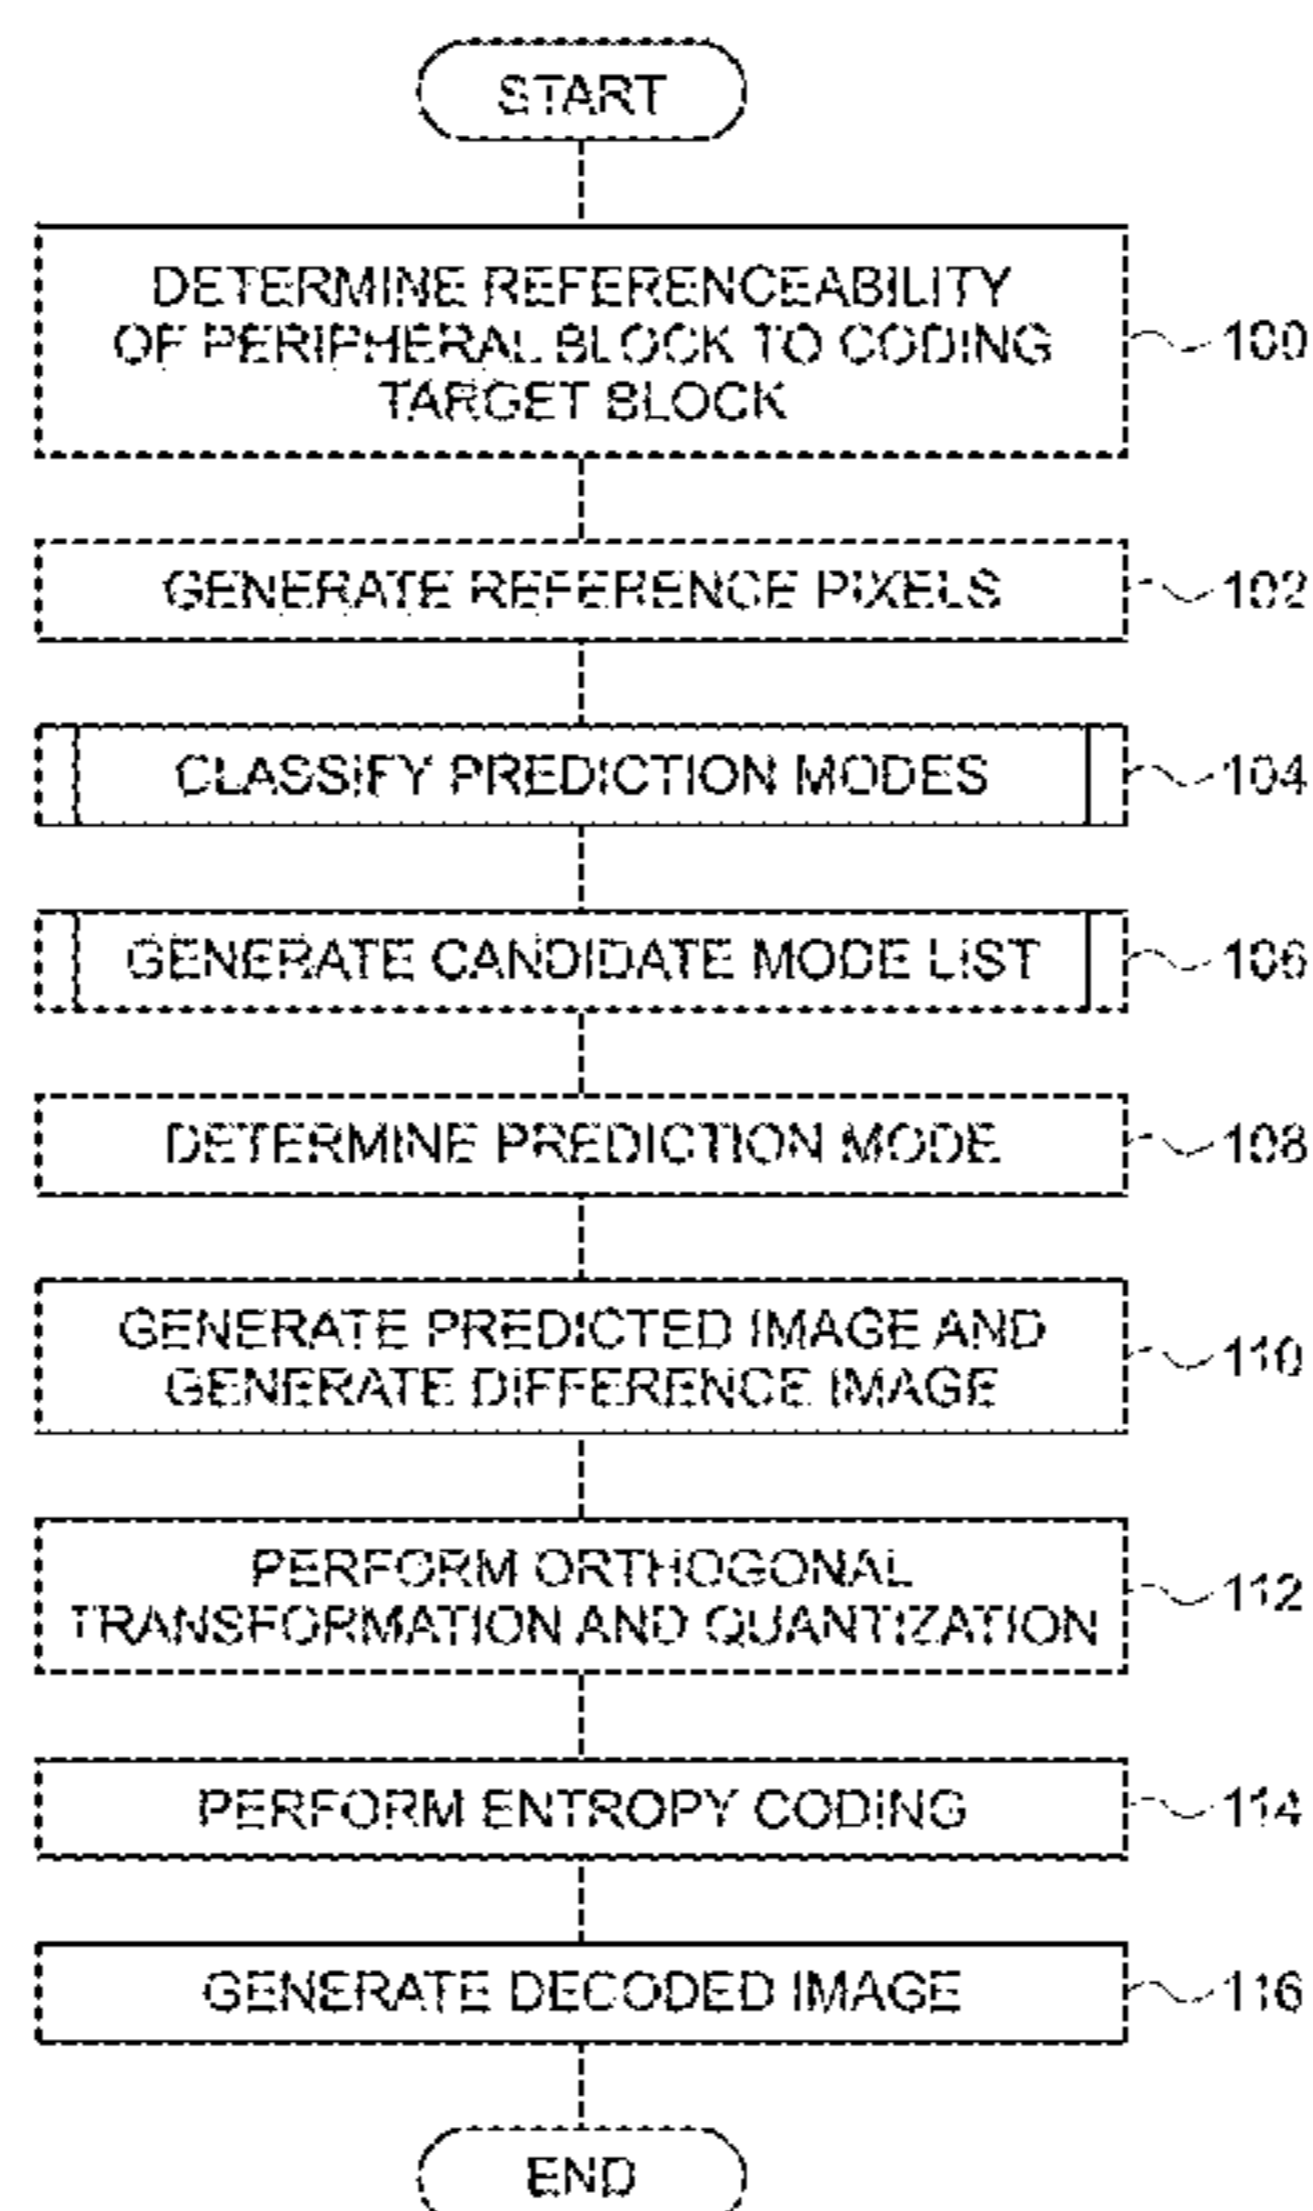 START
DETERMINE REFERENCEABILITY
OF PERIPHERAL BLOCK TO CODING
TARGET BLOCK
100
GENERATE REFERENCE PIXELS
102
CLASSIFY PREDICTION MODES
104
GENERATE CANDIDATE MODE LIST
106
DETERMINE PREDICTION MODE
108
GENERATE PREDICTED IMAGE AND
GENERATE DIFFERENCE IMAGE
110
PERFORM ORTHOGONAL
TRANSFORMATION AND QUANTIZATION
112
PERFORM ENTROPY CODING
114
GENERATE DECODED IMAGE
116
END